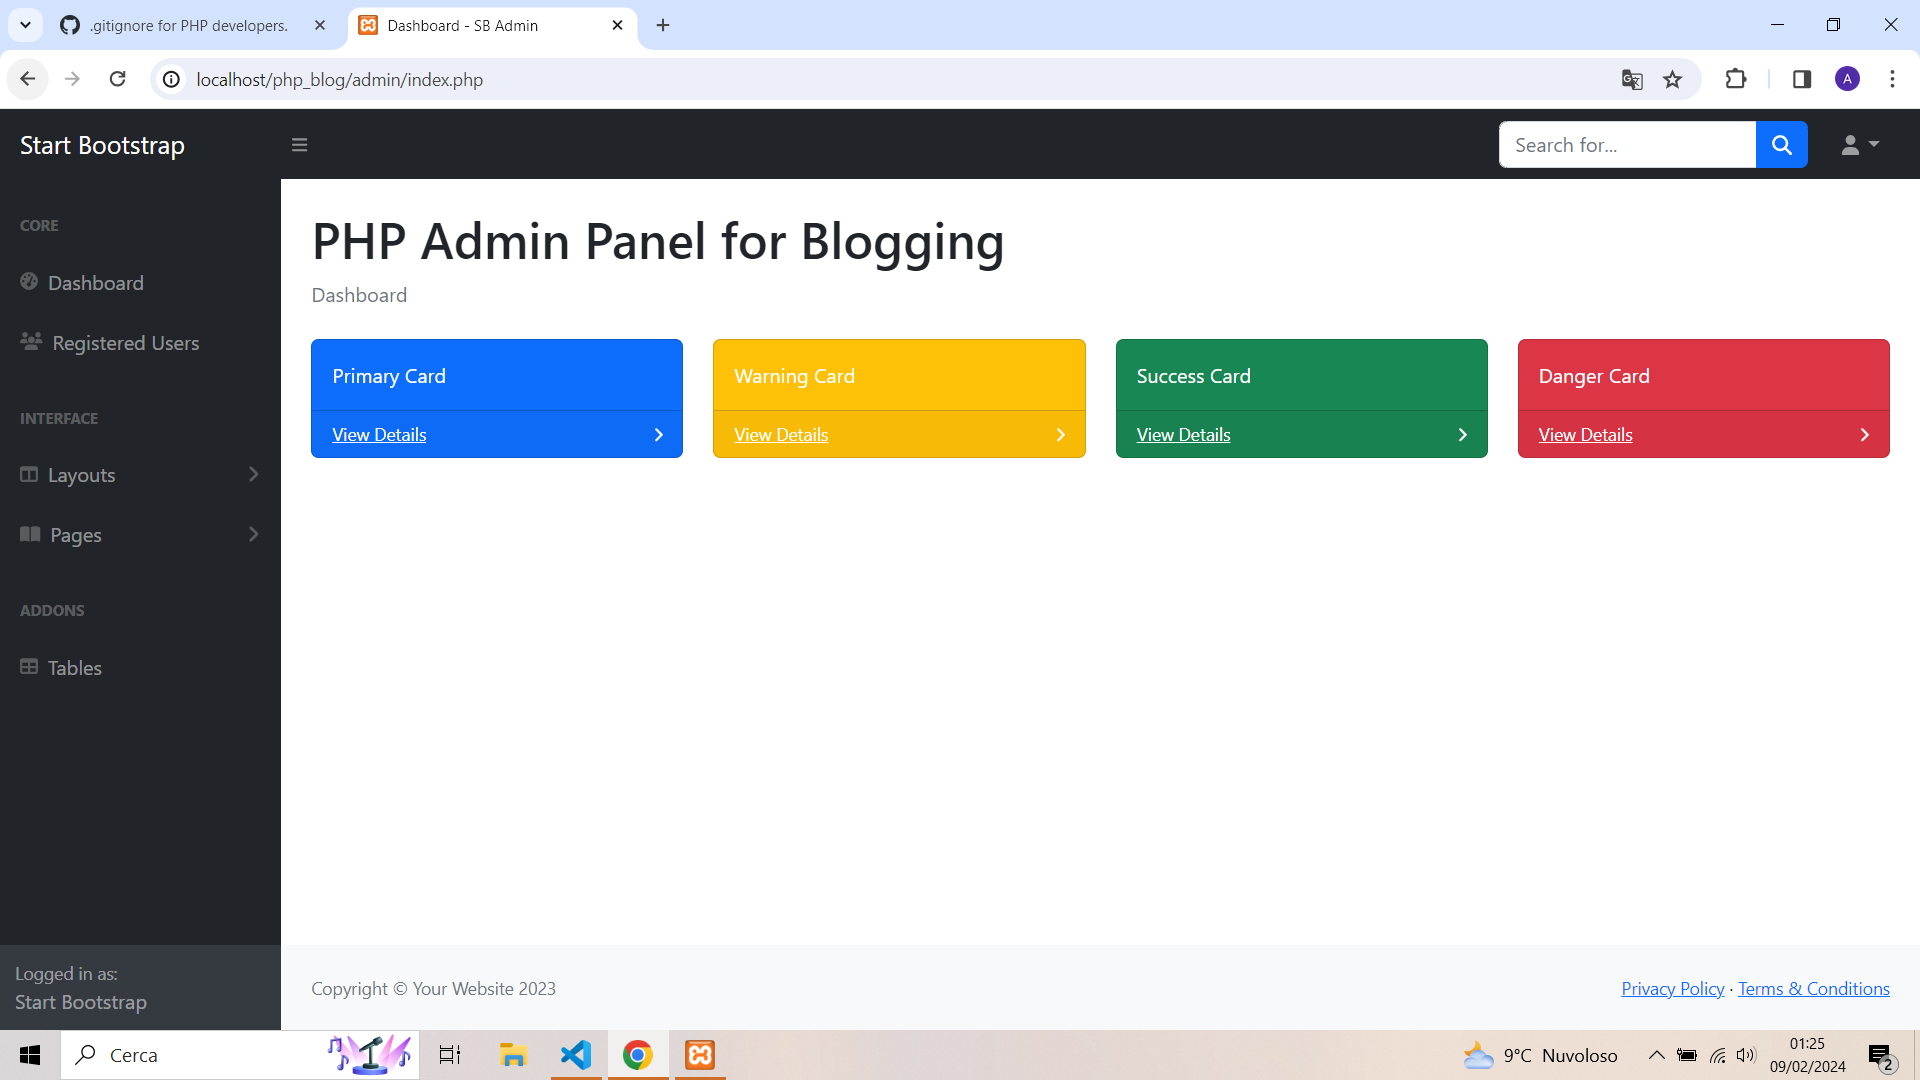 .gitignore for PHP developers.
Dashboard - SB Admin
localhost/php_blog/admin/index.php
A
Start Bootstrap
Search for...
CORE
Dashboard
Registered Users
INTERFACE
Layouts
Pages
ADDONS
Tables
Logged in as:
Start Bootstrap
PHP Admin Panel for Blogging
Dashboard
Primary Card
View Details
Warning Card
View Details
Success Card
View Details
Danger Card
View Details
Copyright © Your Website 2023
Privacy Policy · Terms & Conditions
Cerca
9°C Nuvoloso
01:25
09/02/2024
2